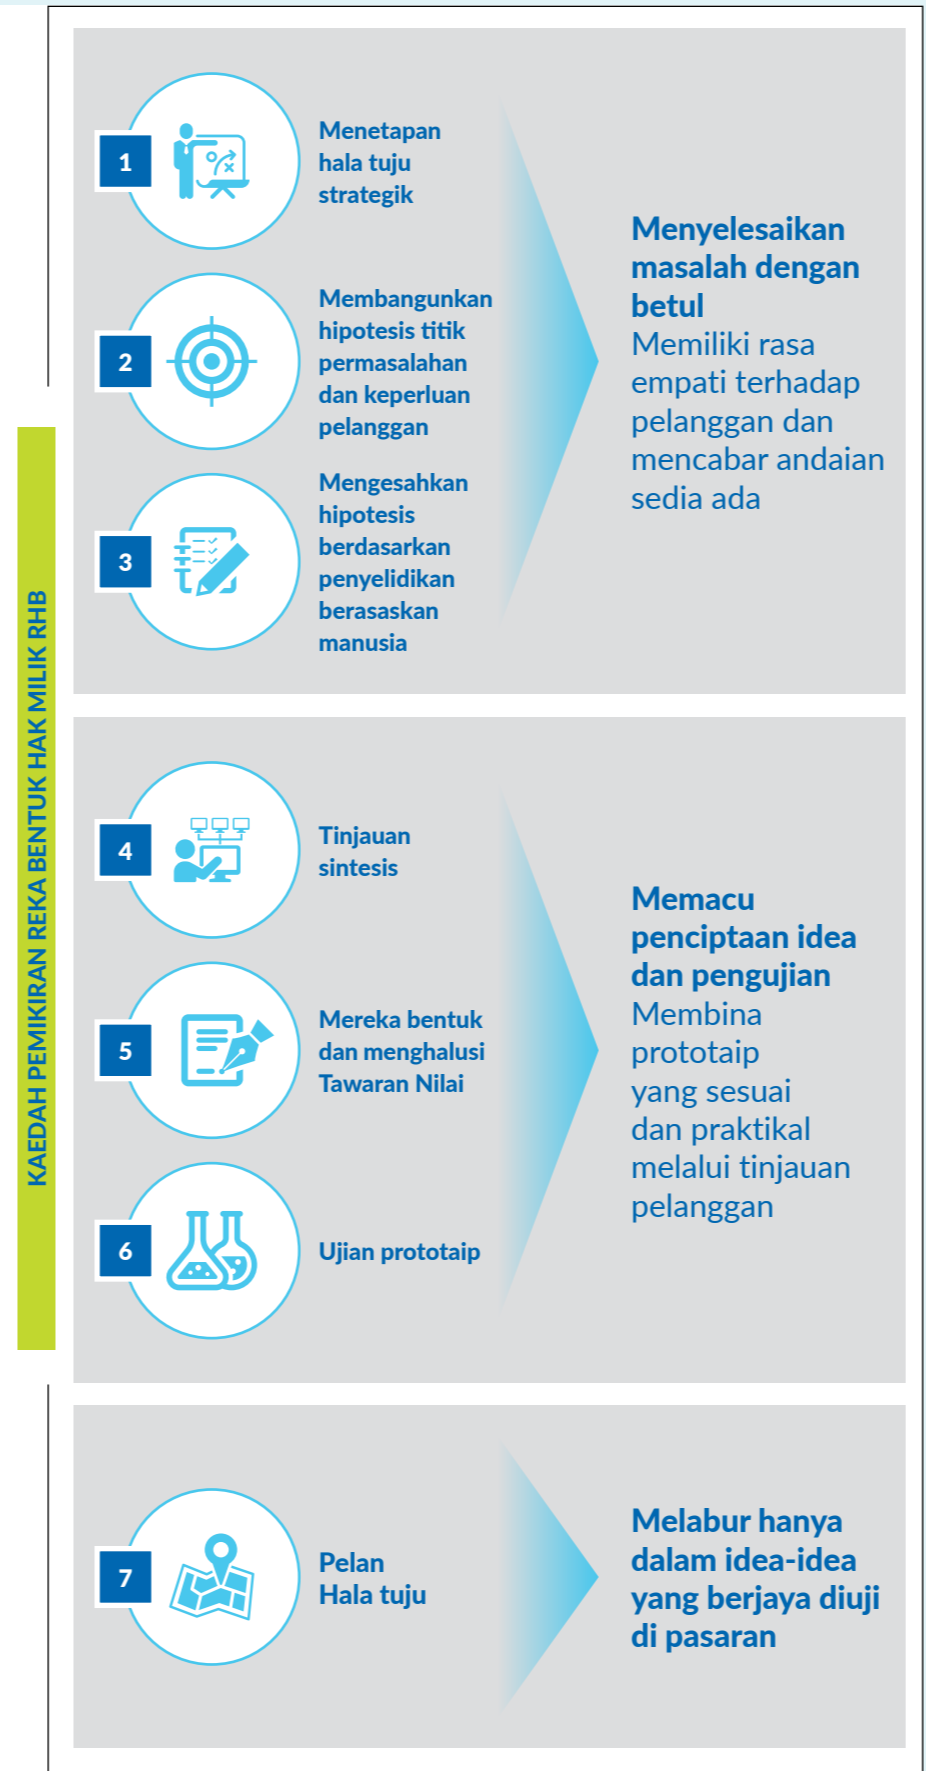 KAEDAH PEMIKIRAN REKA BENTUK HAK MILIK RHB
1
Menetapan
hala tuju
strategik
2
Membangunkan
hipotesis titik
permasalahan
dan keperluan
pelanggan
3
Mengesahkan
hipotesis
berdasarkan
penyelidikan
berasaskan
manusia
Menyelesaikan
masalah dengan
betul
Memiliki rasa
empati terhadap
pelanggan dan
mencabar andaian
sedia ada
4
Tinjauan
sintesis
5
Mereka bentuk
dan menghalusi
Tawaran Nilai
6
Ujian prototaip
Memacu
penciptaan idea
dan pengujian
Membina
prototaip
yang sesuai
dan praktikal
melalui tinjauan
pelanggan
7
Pelan
Hala tuju
Melabur hanya
dalam idea-idea
yang berjaya diuji
di pasaran